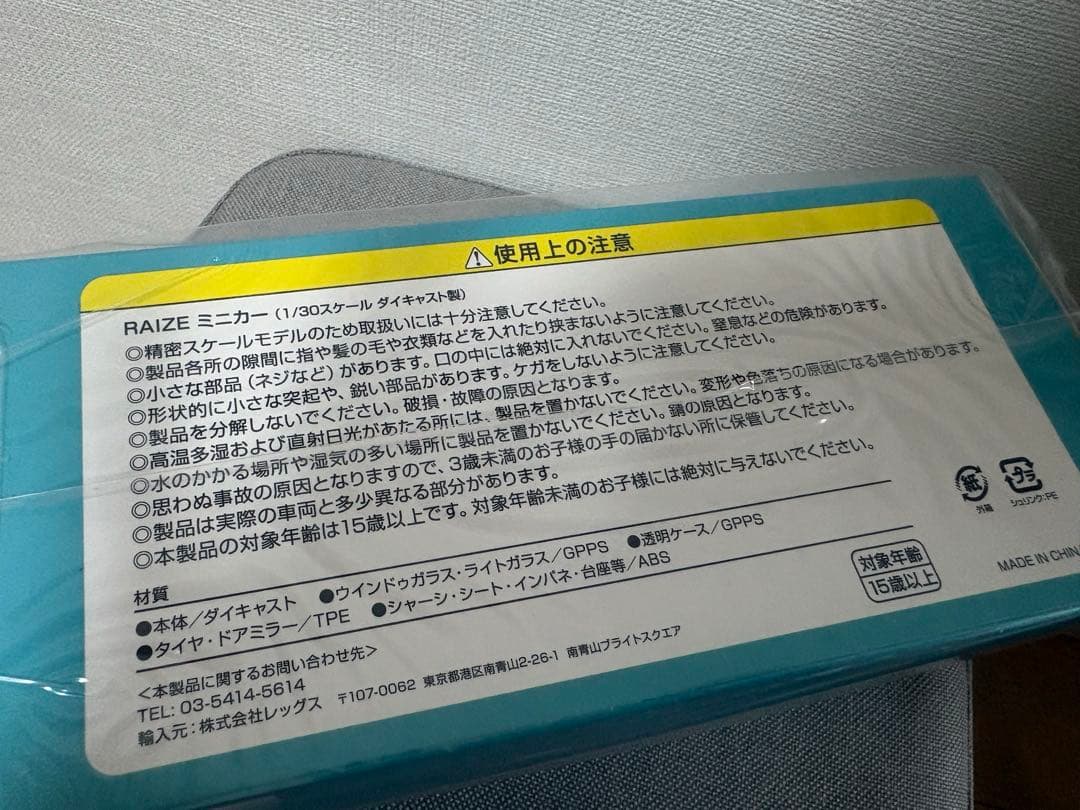 ⚠使用上の注意
RAIZE ミニカー(1/30スケール ダイキャスト製)
◎精密スケールモデルのため取扱いには十分注意してください。
◎製品各所の隙間に指や髪の毛や衣類などを入れたり挟まないように注意してください。
◎小さな部品(ネジなど)があります。口の中には絶対に入れないでください。窒息などの危険があります。
◎形状的に小さな突起や、鋭い部品があります。ケガをしないように注意してください。
◎製品を分解しないでください。破損・故障の原因となります。
◎高温多湿および直射日光があたる所には、製品を置かないでください。変形や色落ちの原因になる場合があります。
◎水のかかる場所や湿気の多い場所に製品を置かないでください。錆の原因となります。
◎思わぬ事故の原因となりますので、3歳未満のお子様の手の届かない所に保管してください。
◎製品は実際の車両と多少異なる部分があります。
◎本製品の対象年齢は15歳以上です。対象年齢未満のお子様には絶対に与えないでください。
材質
●本体/ダイキャスト ●ウインドゥガラス・ライトガラス/GPPS ●透明ケース/GPPS
●タイヤ・ドアミラー/TPE ●シャーシ・シート・インパネ・台座等/ABS
<本製品に関するお問い合わせ先>
TEL: 03-5414-5614
輸入元:株式会社レッグス 〒107-0062 東京都港区南青山2-26-1 南青山ブライトスクエア
紙
外箱
プラ
シュリンク:PE
対象年齢
15歳以上
MADE IN CHINA